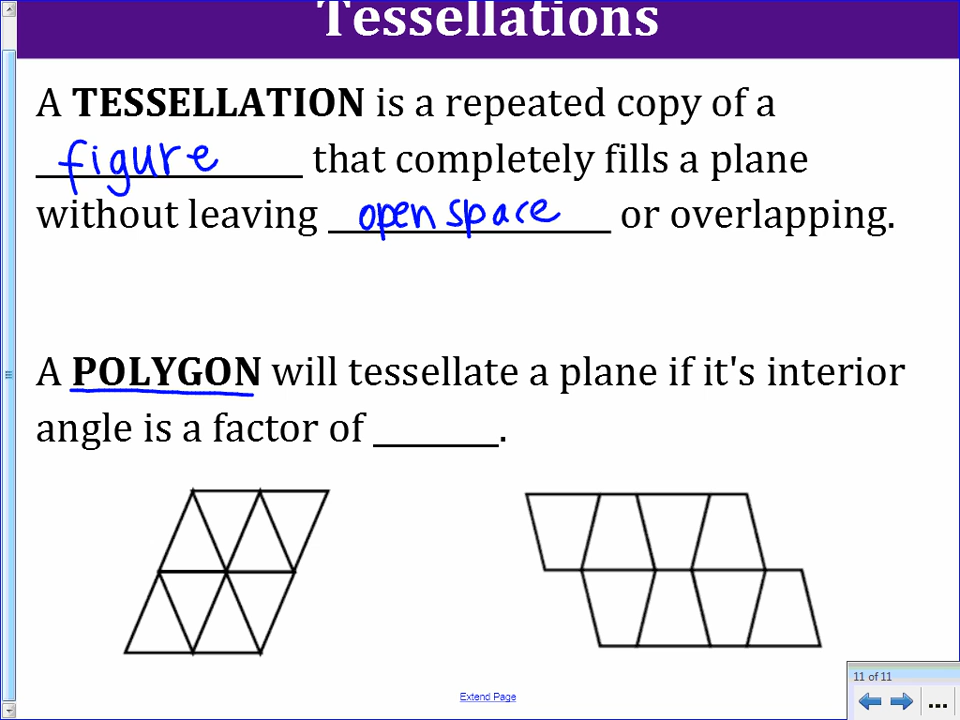 Tessellations
A TESSELLATION is a repeated copy of a
figure that completely fills a plane
without leaving open space or overlapping.
A POLYGON will tessellate a plane if it's interior
angle is a factor of ________.
11 of 11
...
Extend Page